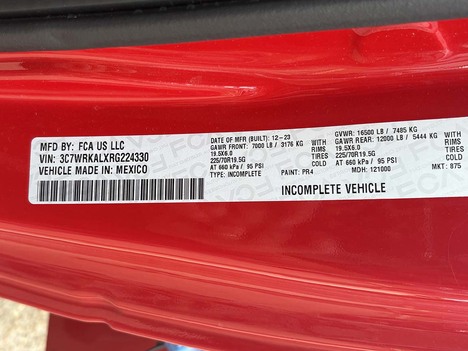 MFD BY: FCA US LLC
VIN: 3C7WRKALXRG224330
VEHICLE MADE IN: MEXICO
DATE OF MFR (BUILT): 12-23
GAWR FRONT: 7000 LB / 3176 KG WITH
19.5X6.0 RIMS
225/70R19.5G TIRES
AT 660 kPa / 95 PSI COLD
TYPE: INCOMPLETE PAINT: PR4
GVWR: 16500 LB / 7485 KG
GAWR REAR: 12000 LB / 5444 KG WITH
19.5X6.0 RIMS
225/70R19.5G TIRES
AT 660 kPa / 95 PSI COLD
MDH: 121000 MKT: 875
INCOMPLETE VEHICLE